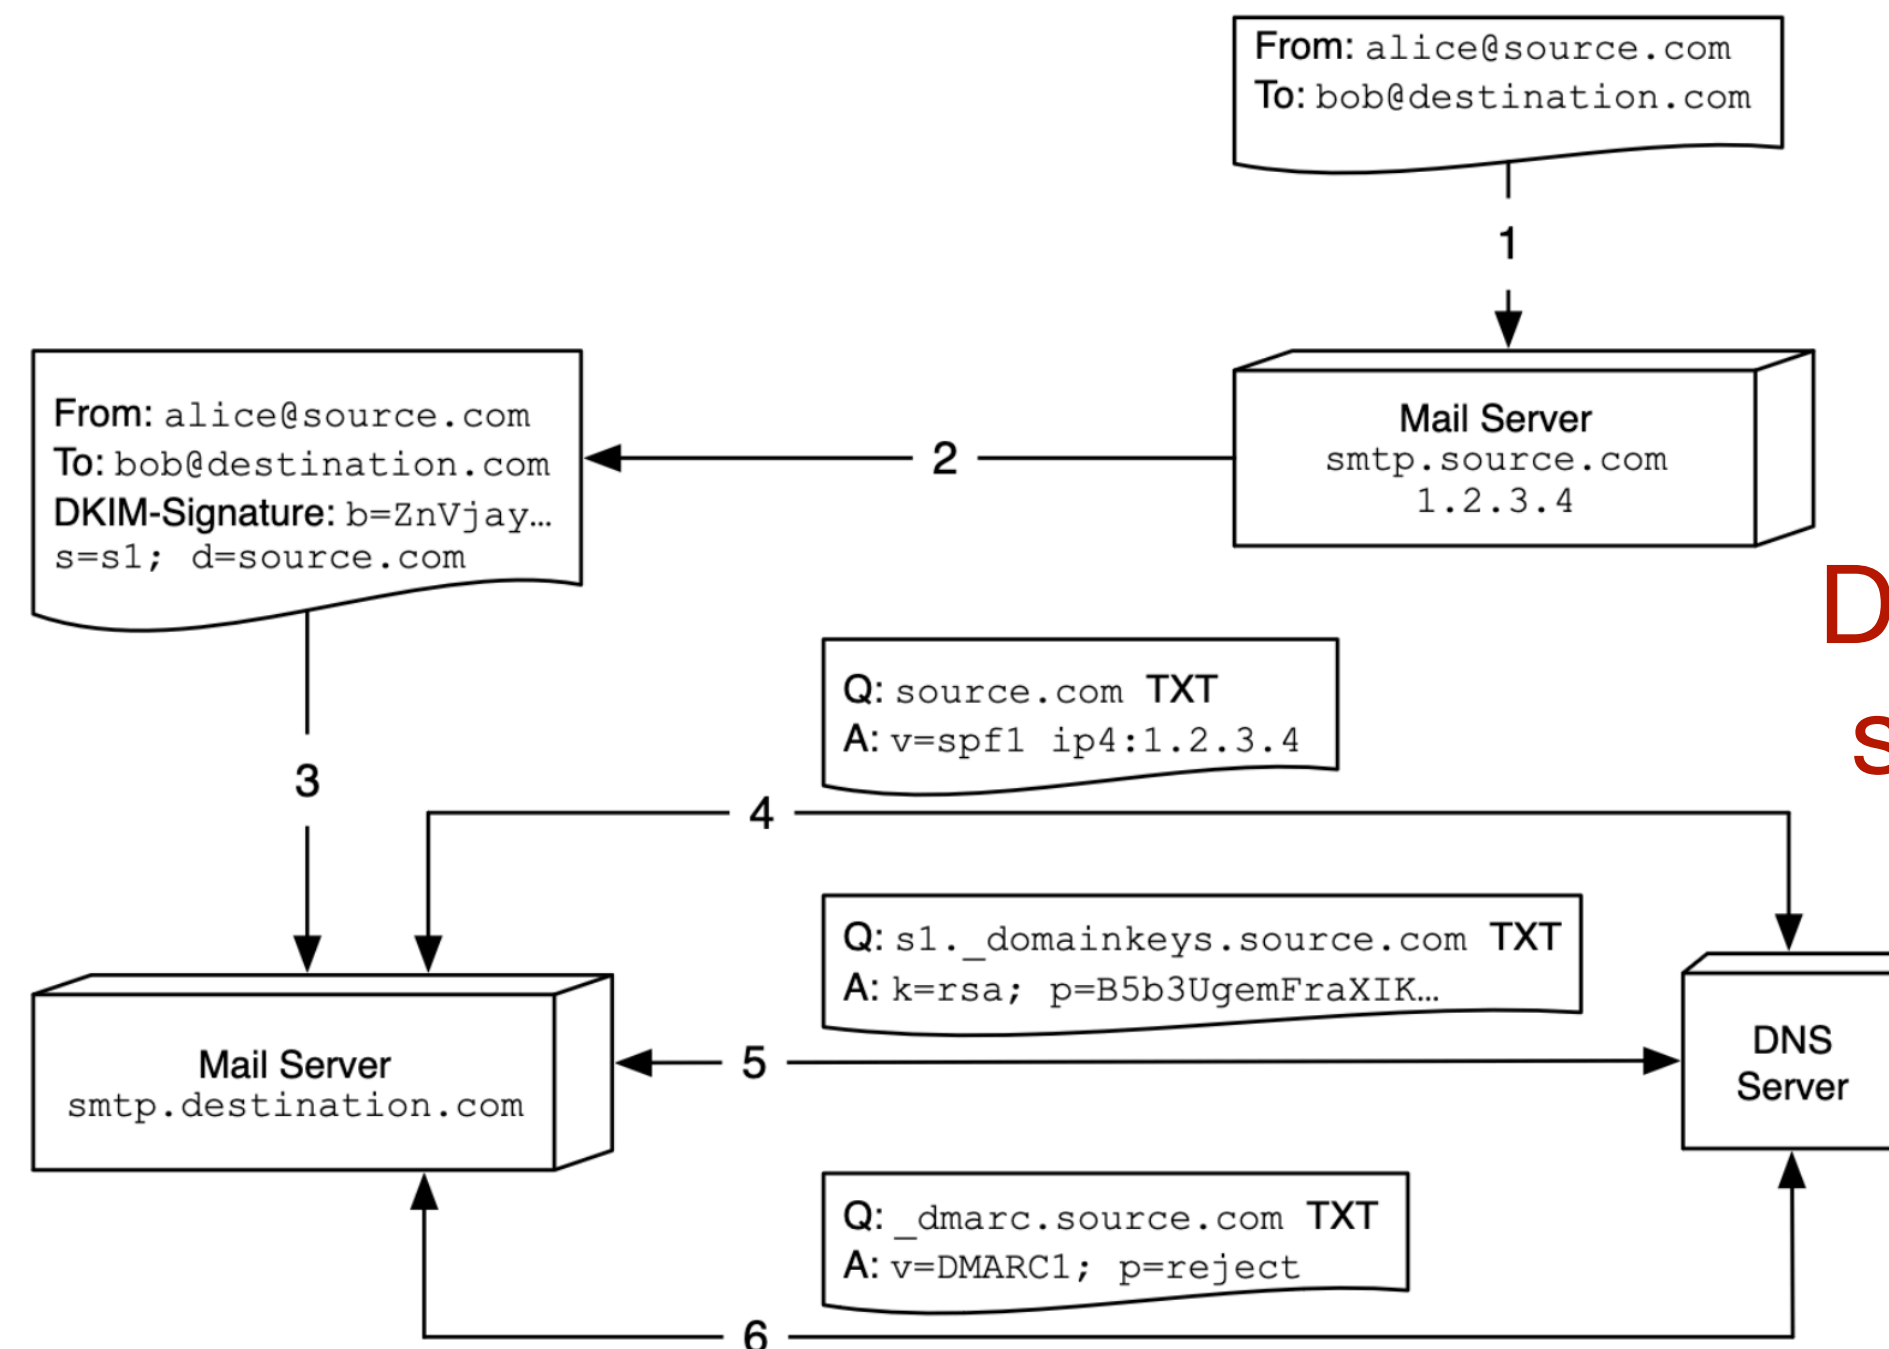 From: alice@source.com
To: bob@destination.com
1
Mail Server
smtp.source.com
1.2.3.4
2
From: alice@source.com
To: bob@destination.com
DKIM-Signature: b=ZnVjay…
s=s1; d=source.com
3
Q: source.com TXT
A: v=spf1 ip4:1.2.3.4
4
Q: s1._domainkeys.source.com TXT
A: k=rsa; p=B5b3UgemFraXIK…
5
Mail Server
smtp.destination.com
DNS
Server
Q: _dmarc.source.com TXT
A: v=DMARC1; p=reject
6